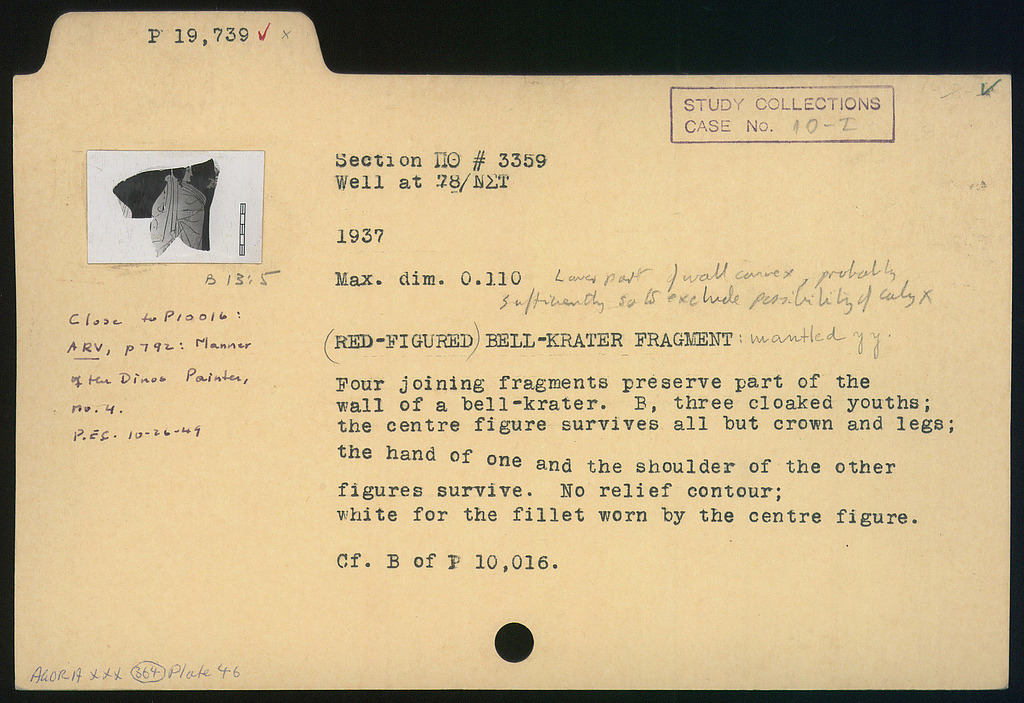 P 19,739 ✓ x
STUDY COLLECTIONS
CASE No. 10-I
Section ΠΘ # 3359
Well at 78/ΝΣΤ
1937
Max. dim. 0.110 Lower part of wall convex, probably
sufficiently so to exclude possibility of calyx
(RED-FIGURED) BELL-KRATER FRAGMENT: mantled yy.
Four joining fragments preserve part of the
wall of a bell-krater. B, three cloaked youths;
the centre figure survives all but crown and legs;
the hand of one and the shoulder of the other
figures survive. No relief contour;
white for the fillet worn by the centre figure.
Cf. B of P 10,016.
B 13:5
Close to P10016:
ARV, p792: Manner
of the Dinos Painter,
no. 4.
P.E.C. 10-26-49
AGORA XXX 364 Plate 46